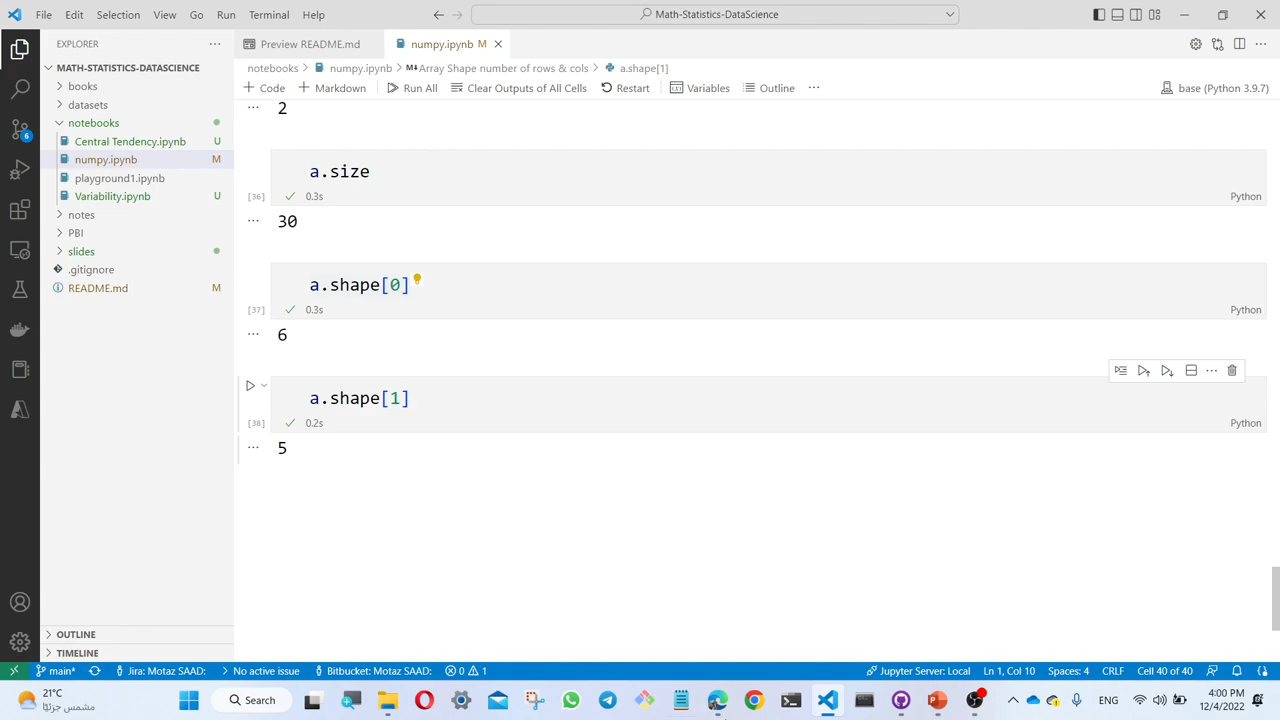 File Edit Selection View Go Run Terminal Help
Math-Statistics-DataScience
EXPLORER
MATH-STATISTICS-DATASCIENCE
books
datasets
notebooks
Central Tendency.ipynb U
numpy.ipynb M
playground1.ipynb
Variability.ipynb U
notes
PBI
slides
.gitignore
README.md M
OUTLINE
TIMELINE
6
Preview README.md
numpy.ipynb M
notebooks > numpy.ipynb > M↓Array Shape number of rows & cols > a.shape[1]
+ Code + Markdown Run All Clear Outputs of All Cells Restart Variables Outline ...
base (Python 3.9.7)
2
a.size
[36] 0.3s Python
30
a.shape[0]
[37] 0.3s Python
6
a.shape[1]
[38] 0.2s Python
5
main* Jira: Motaz SAAD: No active issue Bitbucket: Motaz SAAD: 0 1 Jupyter Server: Local Ln 1, Col 10 Spaces: 4 CRLF Cell 40 of 40
21°C
مشمس جزئيًا
Search
ENG
4:00 PM
12/4/2022